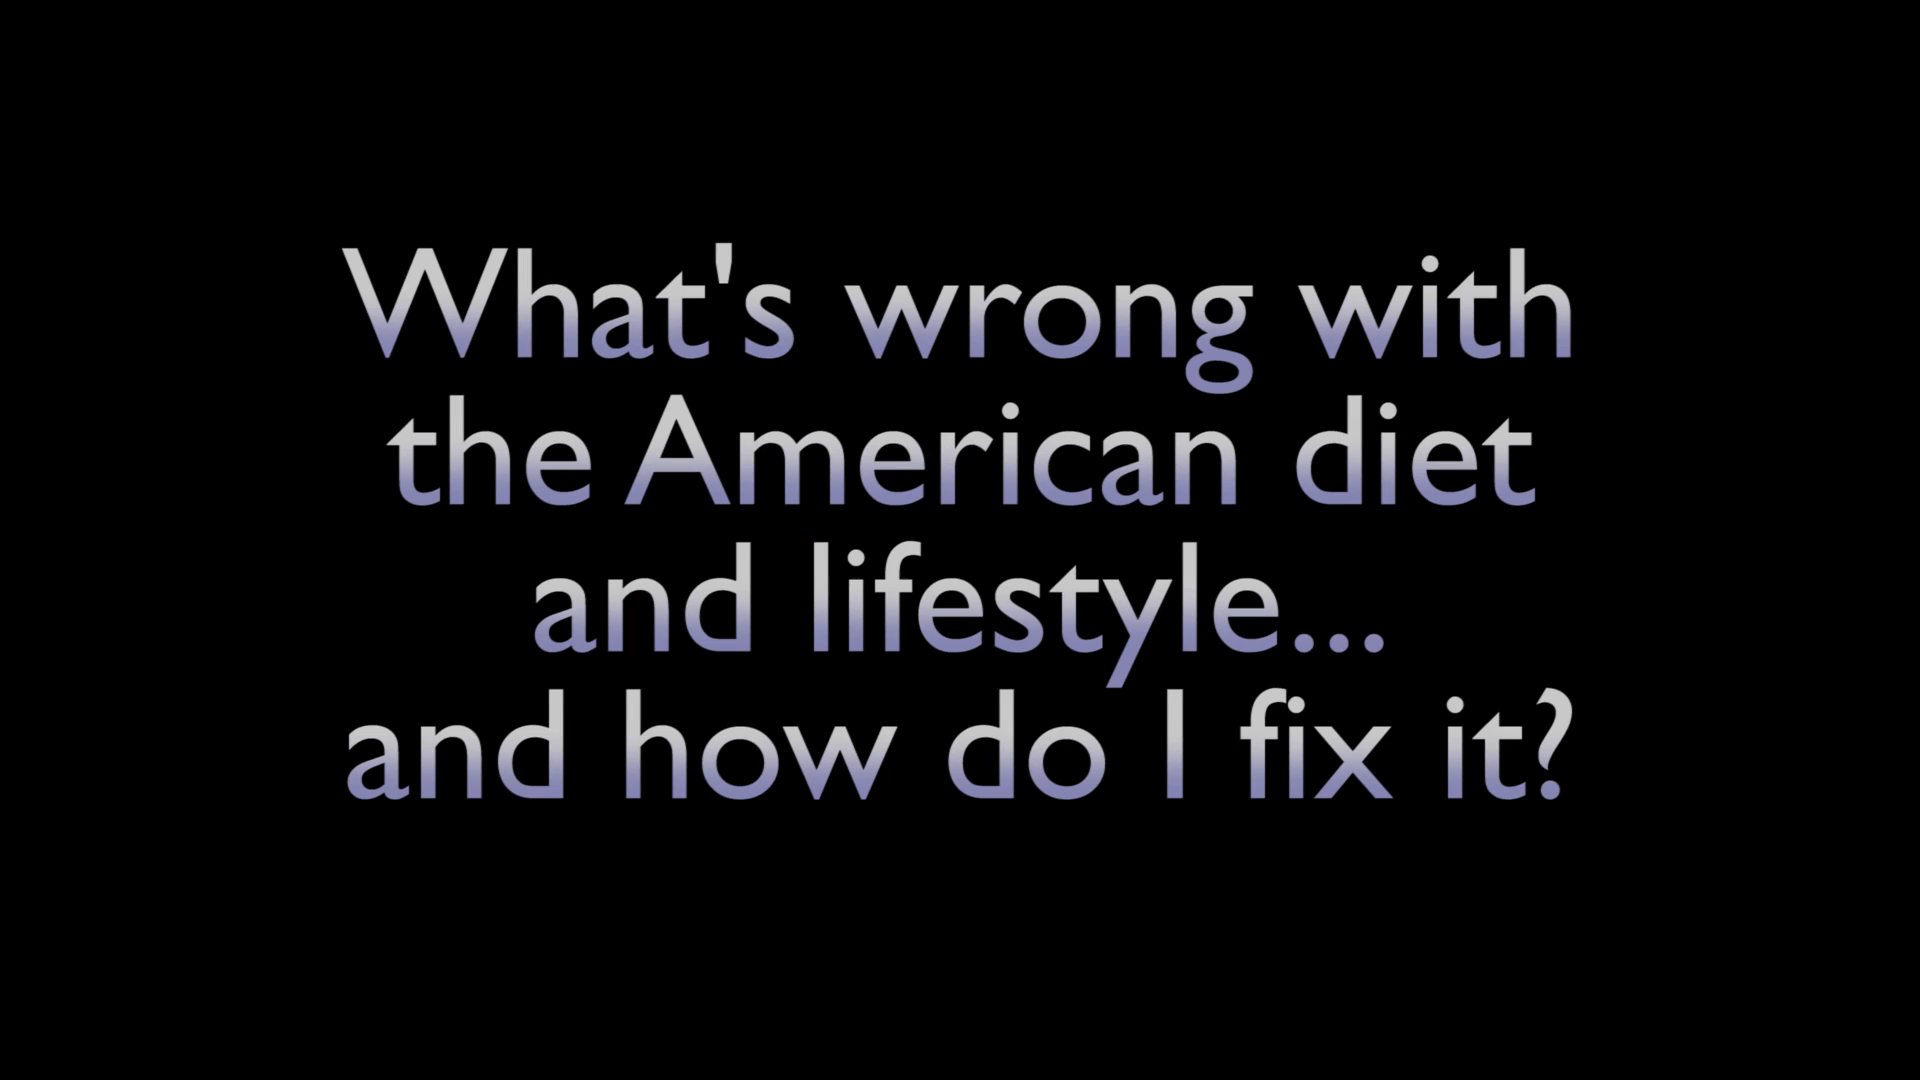 What's wrong with
the American diet
and lifestyle...
and how do I fix it?